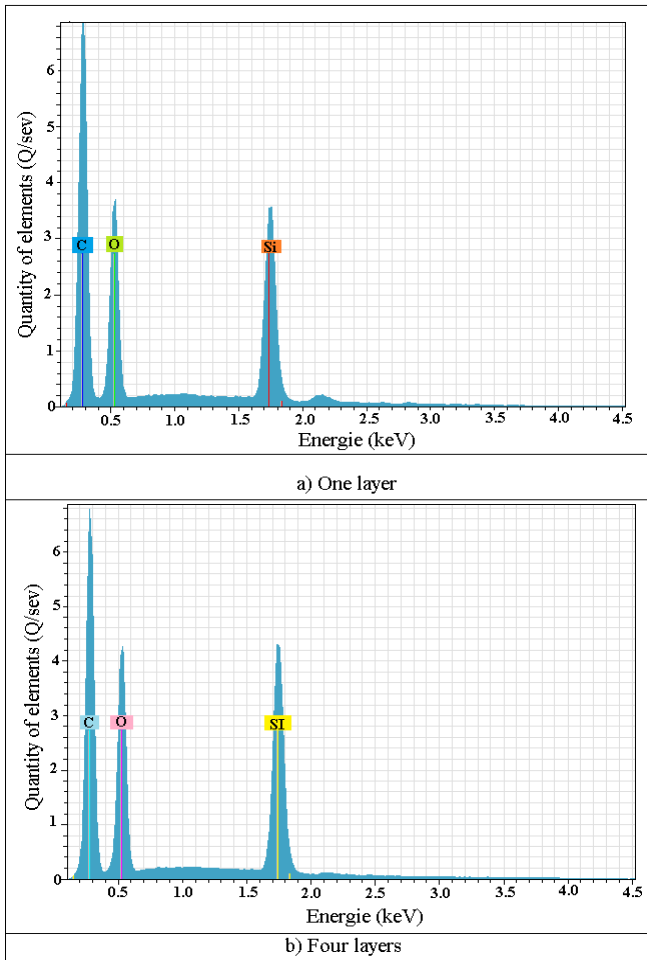 Quantity of elements (Q/sev)
6
5
4
3
2
1
0
C
O
Si
0.5
1.0
1.5
2.0
2.5
3.0
3.5
4.0
4.5
Energie (keV)
a) One layer
Quantity of elements (Q/sev)
6
5
4
3
2
1
0
C
O
SI
0.5
1.0
1.5
2.0
2.5
3.0
3.5
4.0
4.5
Energie (keV)
b) Four layers